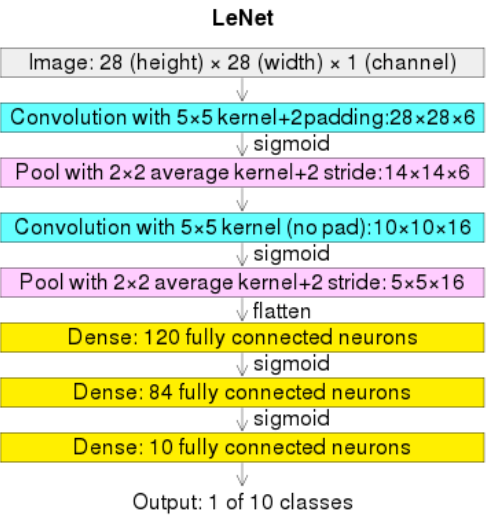 LeNet
Image: 28 (height) × 28 (width) × 1 (channel)
Convolution with 5×5 kernel+2padding:28×28×6
sigmoid
Pool with 2×2 average kernel+2 stride:14×14×6
Convolution with 5×5 kernel (no pad):10×10×16
sigmoid
Pool with 2×2 average kernel+2 stride: 5×5×16
flatten
Dense: 120 fully connected neurons
sigmoid
Dense: 84 fully connected neurons
sigmoid
Dense: 10 fully connected neurons
Output: 1 of 10 classes